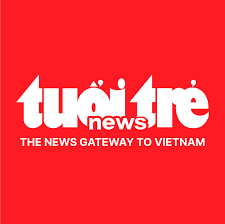 tuổi trẻ
news
THE NEWS GATEWAY TO VIETNAM